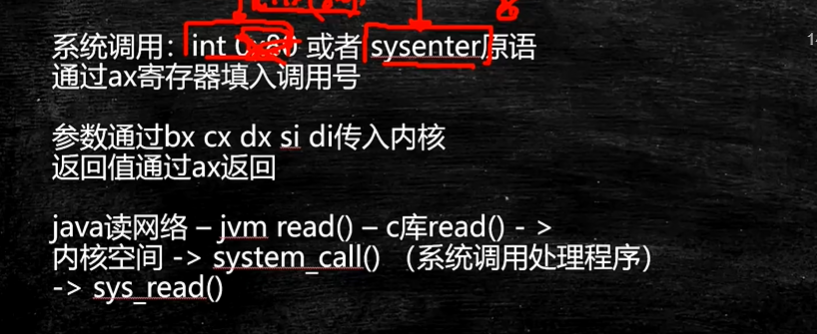 系统调用：int 0x80 或者 sysenter原语
通过ax寄存器填入调用号
参数通过bx cx dx si di传入内核
返回值通过ax返回
java读网络 – jvm read() – c库read() - >
内核空间 -> system_call() （系统调用处理程序）
-> sys_read()